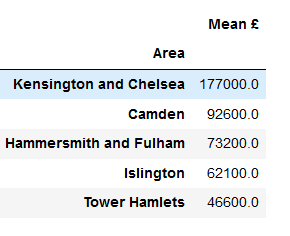 Mean £
Area
Kensington and Chelsea 177000.0
Camden 92600.0
Hammersmith and Fulham 73200.0
Islington 62100.0
Tower Hamlets 46600.0